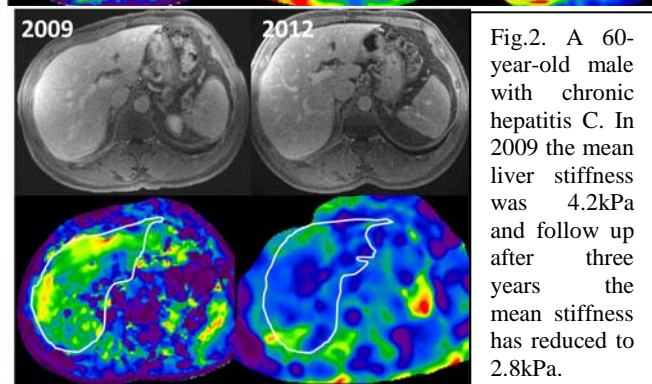 2009
2012
Fig.2. A 60-
year-old male
with chronic
hepatitis C. In
2009 the mean
liver stiffness
was 4.2kPa
and follow up
after three
years the
mean stiffness
has reduced to
2.8kPa.